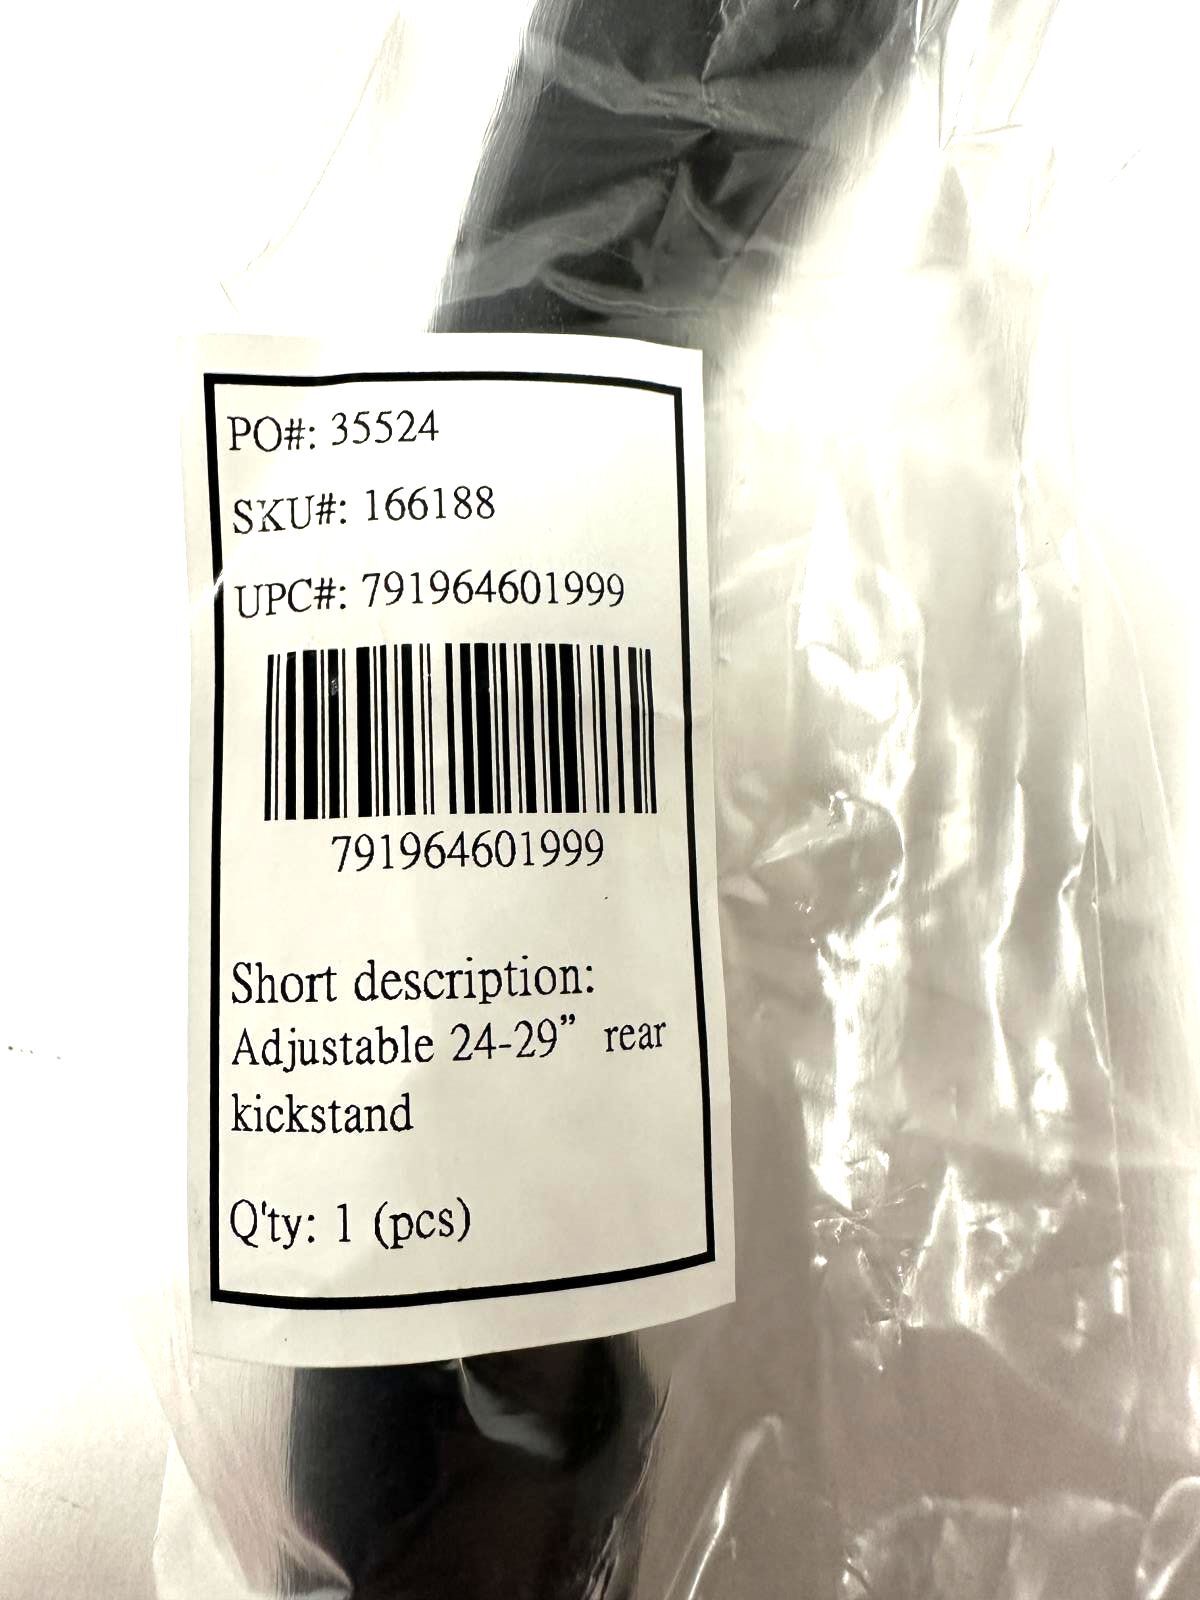 PO#: 35524
SKU#: 166188
UPC#: 791964601999
791964601999
Short description:
Adjustable 24-29” rear
kickstand
Q'ty: 1 (pcs)